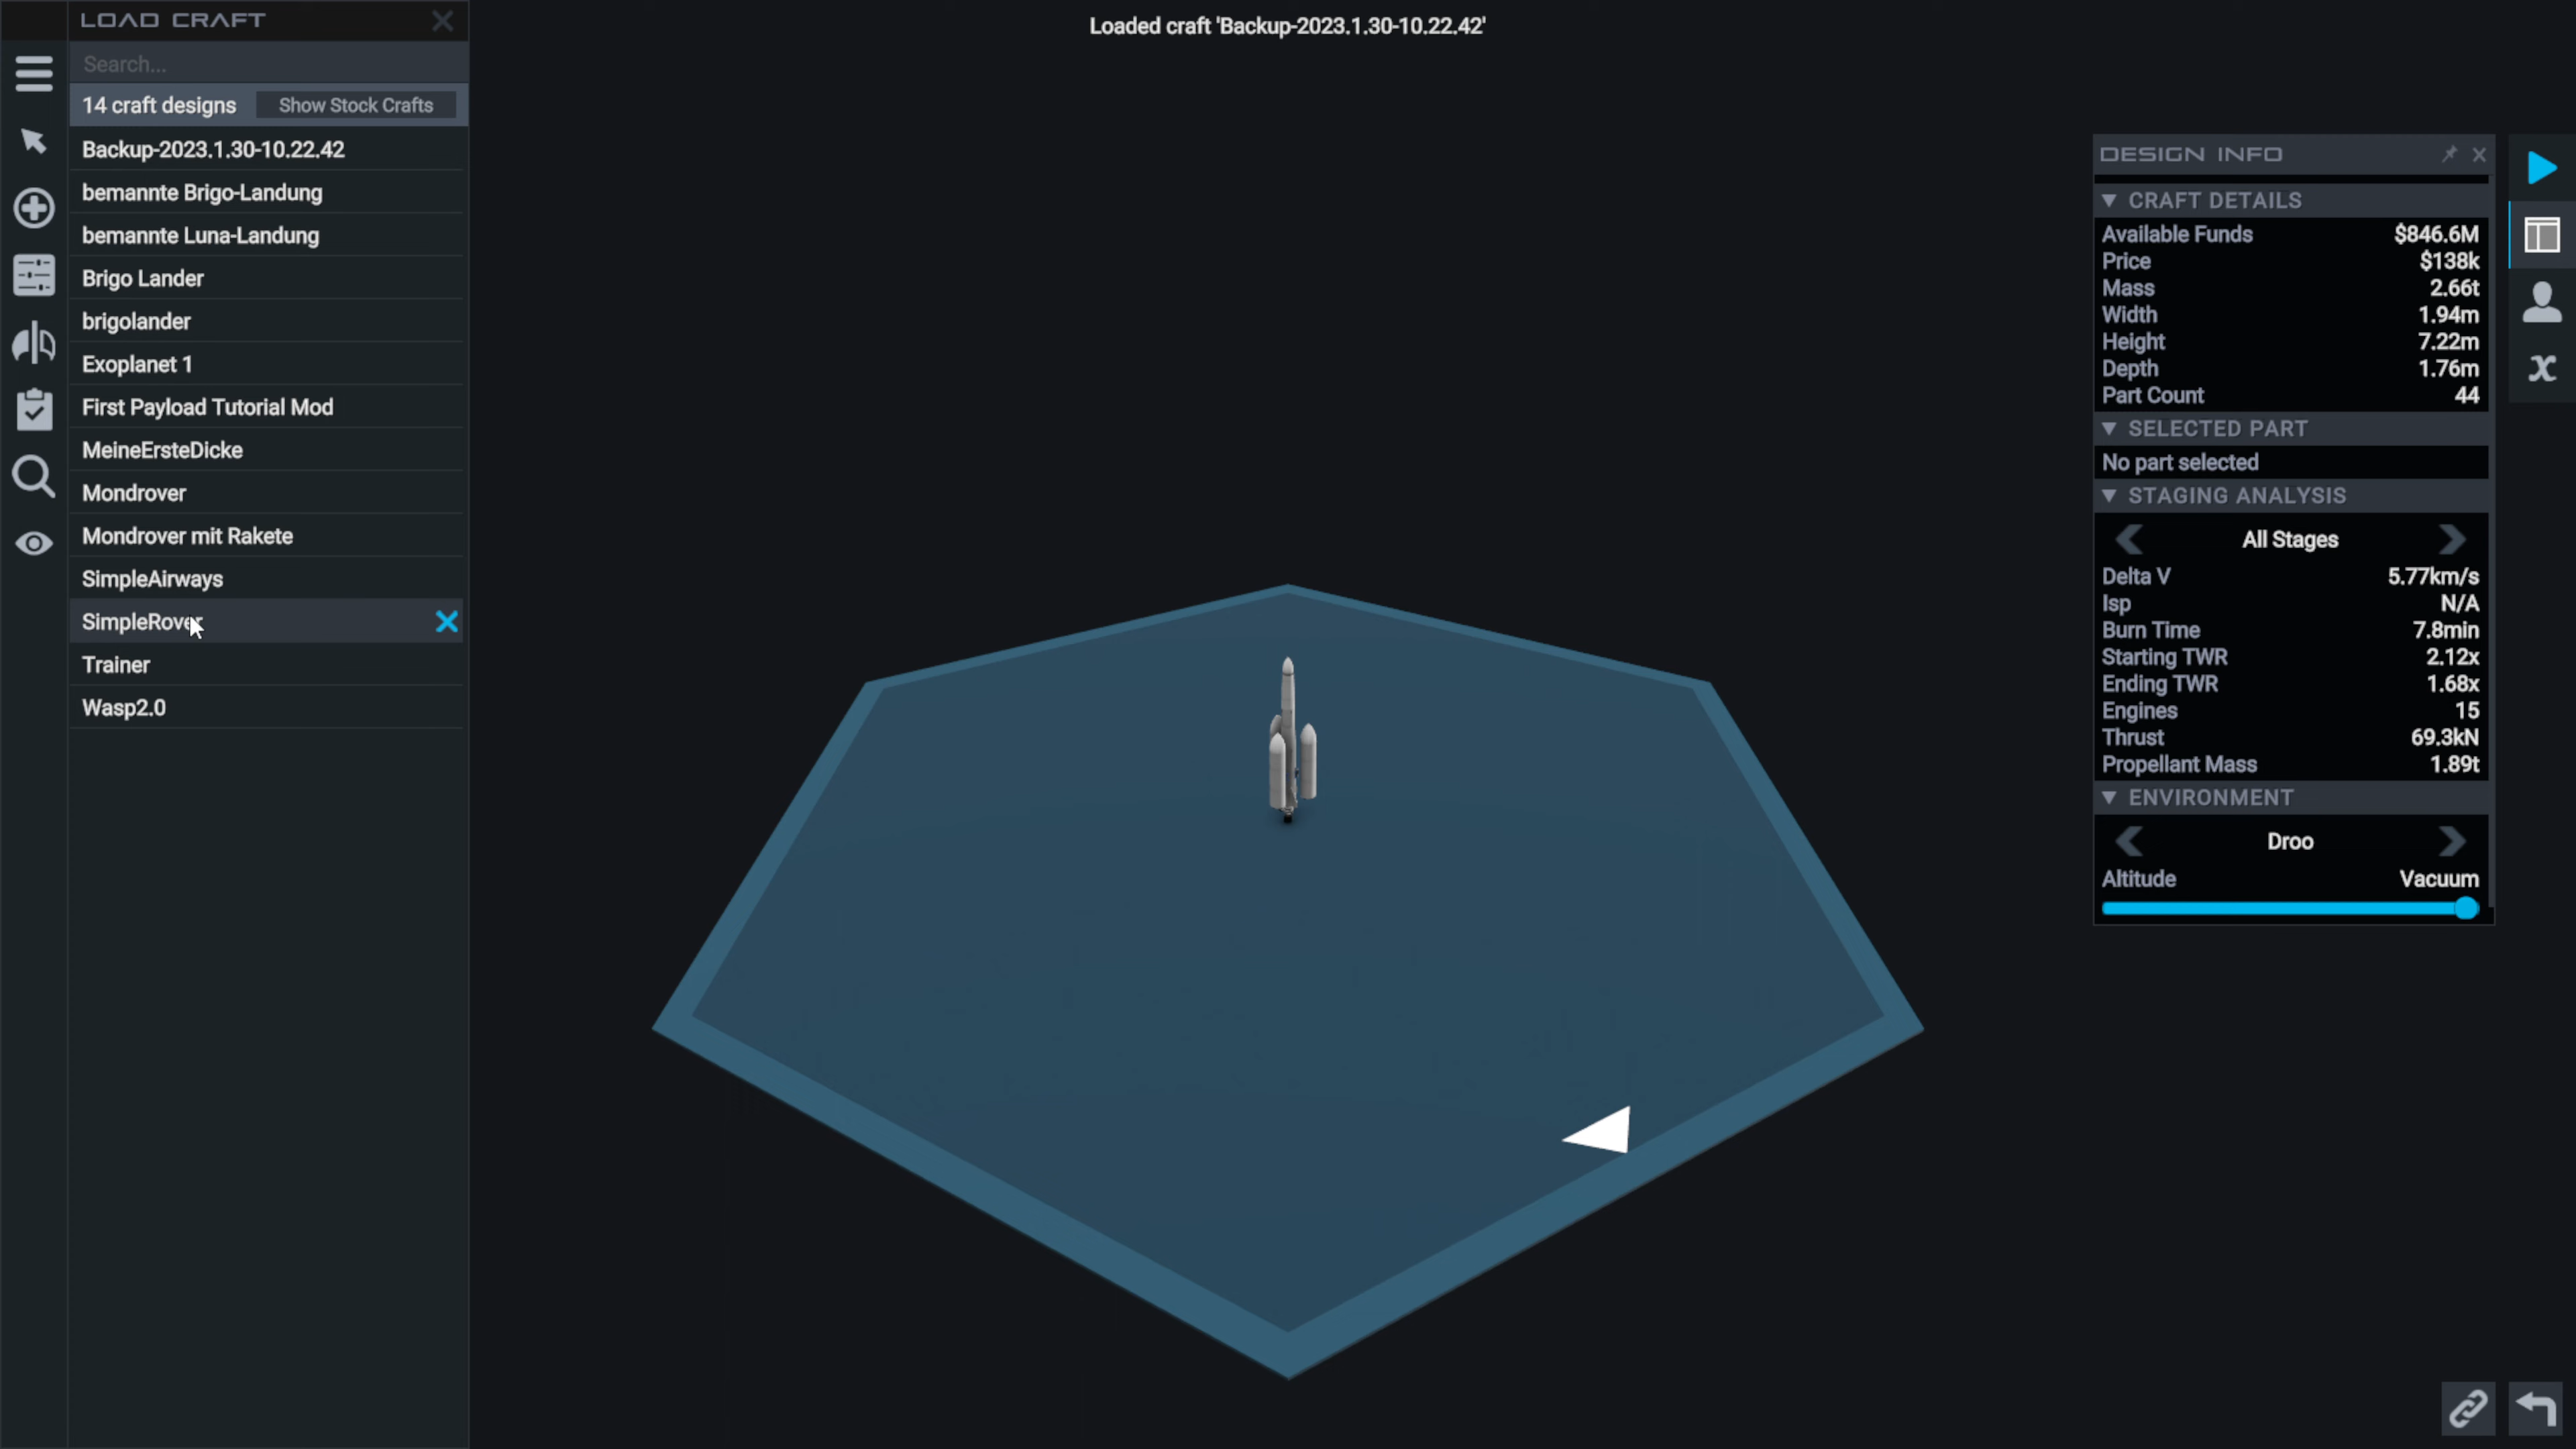 LOAD CRAFT
Loaded craft 'Backup-2023.1.30-10.22.42'
Search...
14 craft designs Show Stock Crafts
Backup-2023.1.30-10.22.42
bemannte Brigo-Landung
bemannte Luna-Landung
Brigo Lander
brigolander
Exoplanet 1
First Payload Tutorial Mod
MeineErsteDicke
Mondrover
Mondrover mit Rakete
SimpleAirways
SimpleRover
Trainer
Wasp2.0
DESIGN INFO
CRAFT DETAILS
Available Funds $846.6M
Price $138k
Mass 2.66t
Width 1.94m
Height 7.22m
Depth 1.76m
Part Count 44
SELECTED PART
No part selected
STAGING ANALYSIS
All Stages
Delta V 5.77km/s
Isp N/A
Burn Time 7.8min
Starting TWR 2.12x
Ending TWR 1.68x
Engines 15
Thrust 69.3kN
Propellant Mass 1.89t
ENVIRONMENT
Droo
Altitude Vacuum